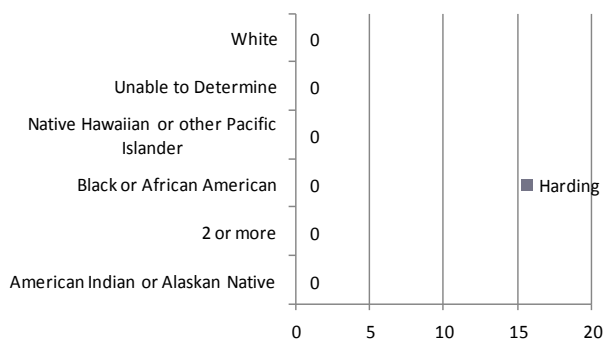 White 0
Unable to Determine 0
Native Hawaiian or other Pacific
Islander 0
Black or African American 0
Harding
2 or more 0
American Indian or Alaskan Native 0
0 5 10 15 20